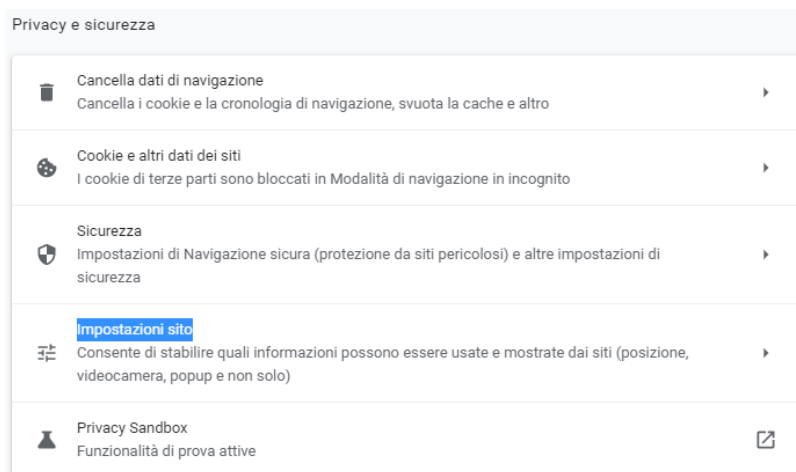 Privacy e sicurezza
Cancella dati di navigazione
Cancella i cookie e la cronologia di navigazione, svuota la cache e altro
Cookie e altri dati dei siti
I cookie di terze parti sono bloccati in Modalità di navigazione in incognito
Sicurezza
Impostazioni di Navigazione sicura (protezione da siti pericolosi) e altre impostazioni di
sicurezza
Impostazioni sito
Consente di stabilire quali informazioni possono essere usate e mostrate dai siti (posizione,
videocamera, popup e non solo)
Privacy Sandbox
Funzionalità di prova attive